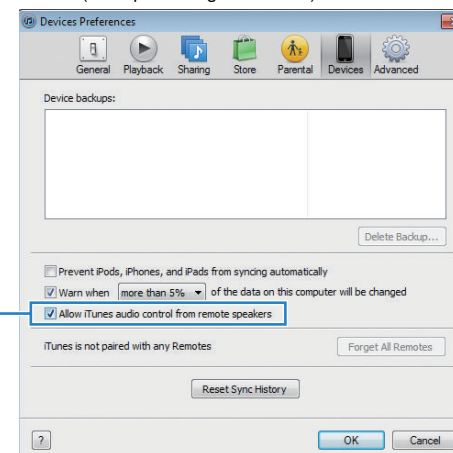 Devices Preferences
General Playback Sharing Store Parental Devices Advanced
Device backups:
Delete Backup...
Prevent iPods, iPhones, and iPads from syncing automatically
Warn when more than 5% of the data on this computer will be changed
Allow iTunes audio control from remote speakers
iTunes is not paired with any Remotes Forget All Remotes
Reset Sync History
? OK Cancel